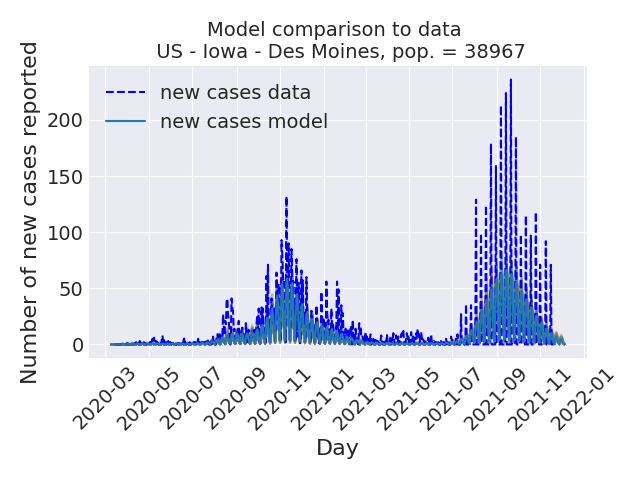 Model comparison to data
US - Iowa - Des Moines, pop. = 38967
new cases data
new cases model
Number of new cases reported
200
150
100
50
0
2020-03
2020-05
2020-07
2020-09
2020-11
2021-01
2021-03
2021-05
2021-07
2021-09
2021-11
2022-01
Day